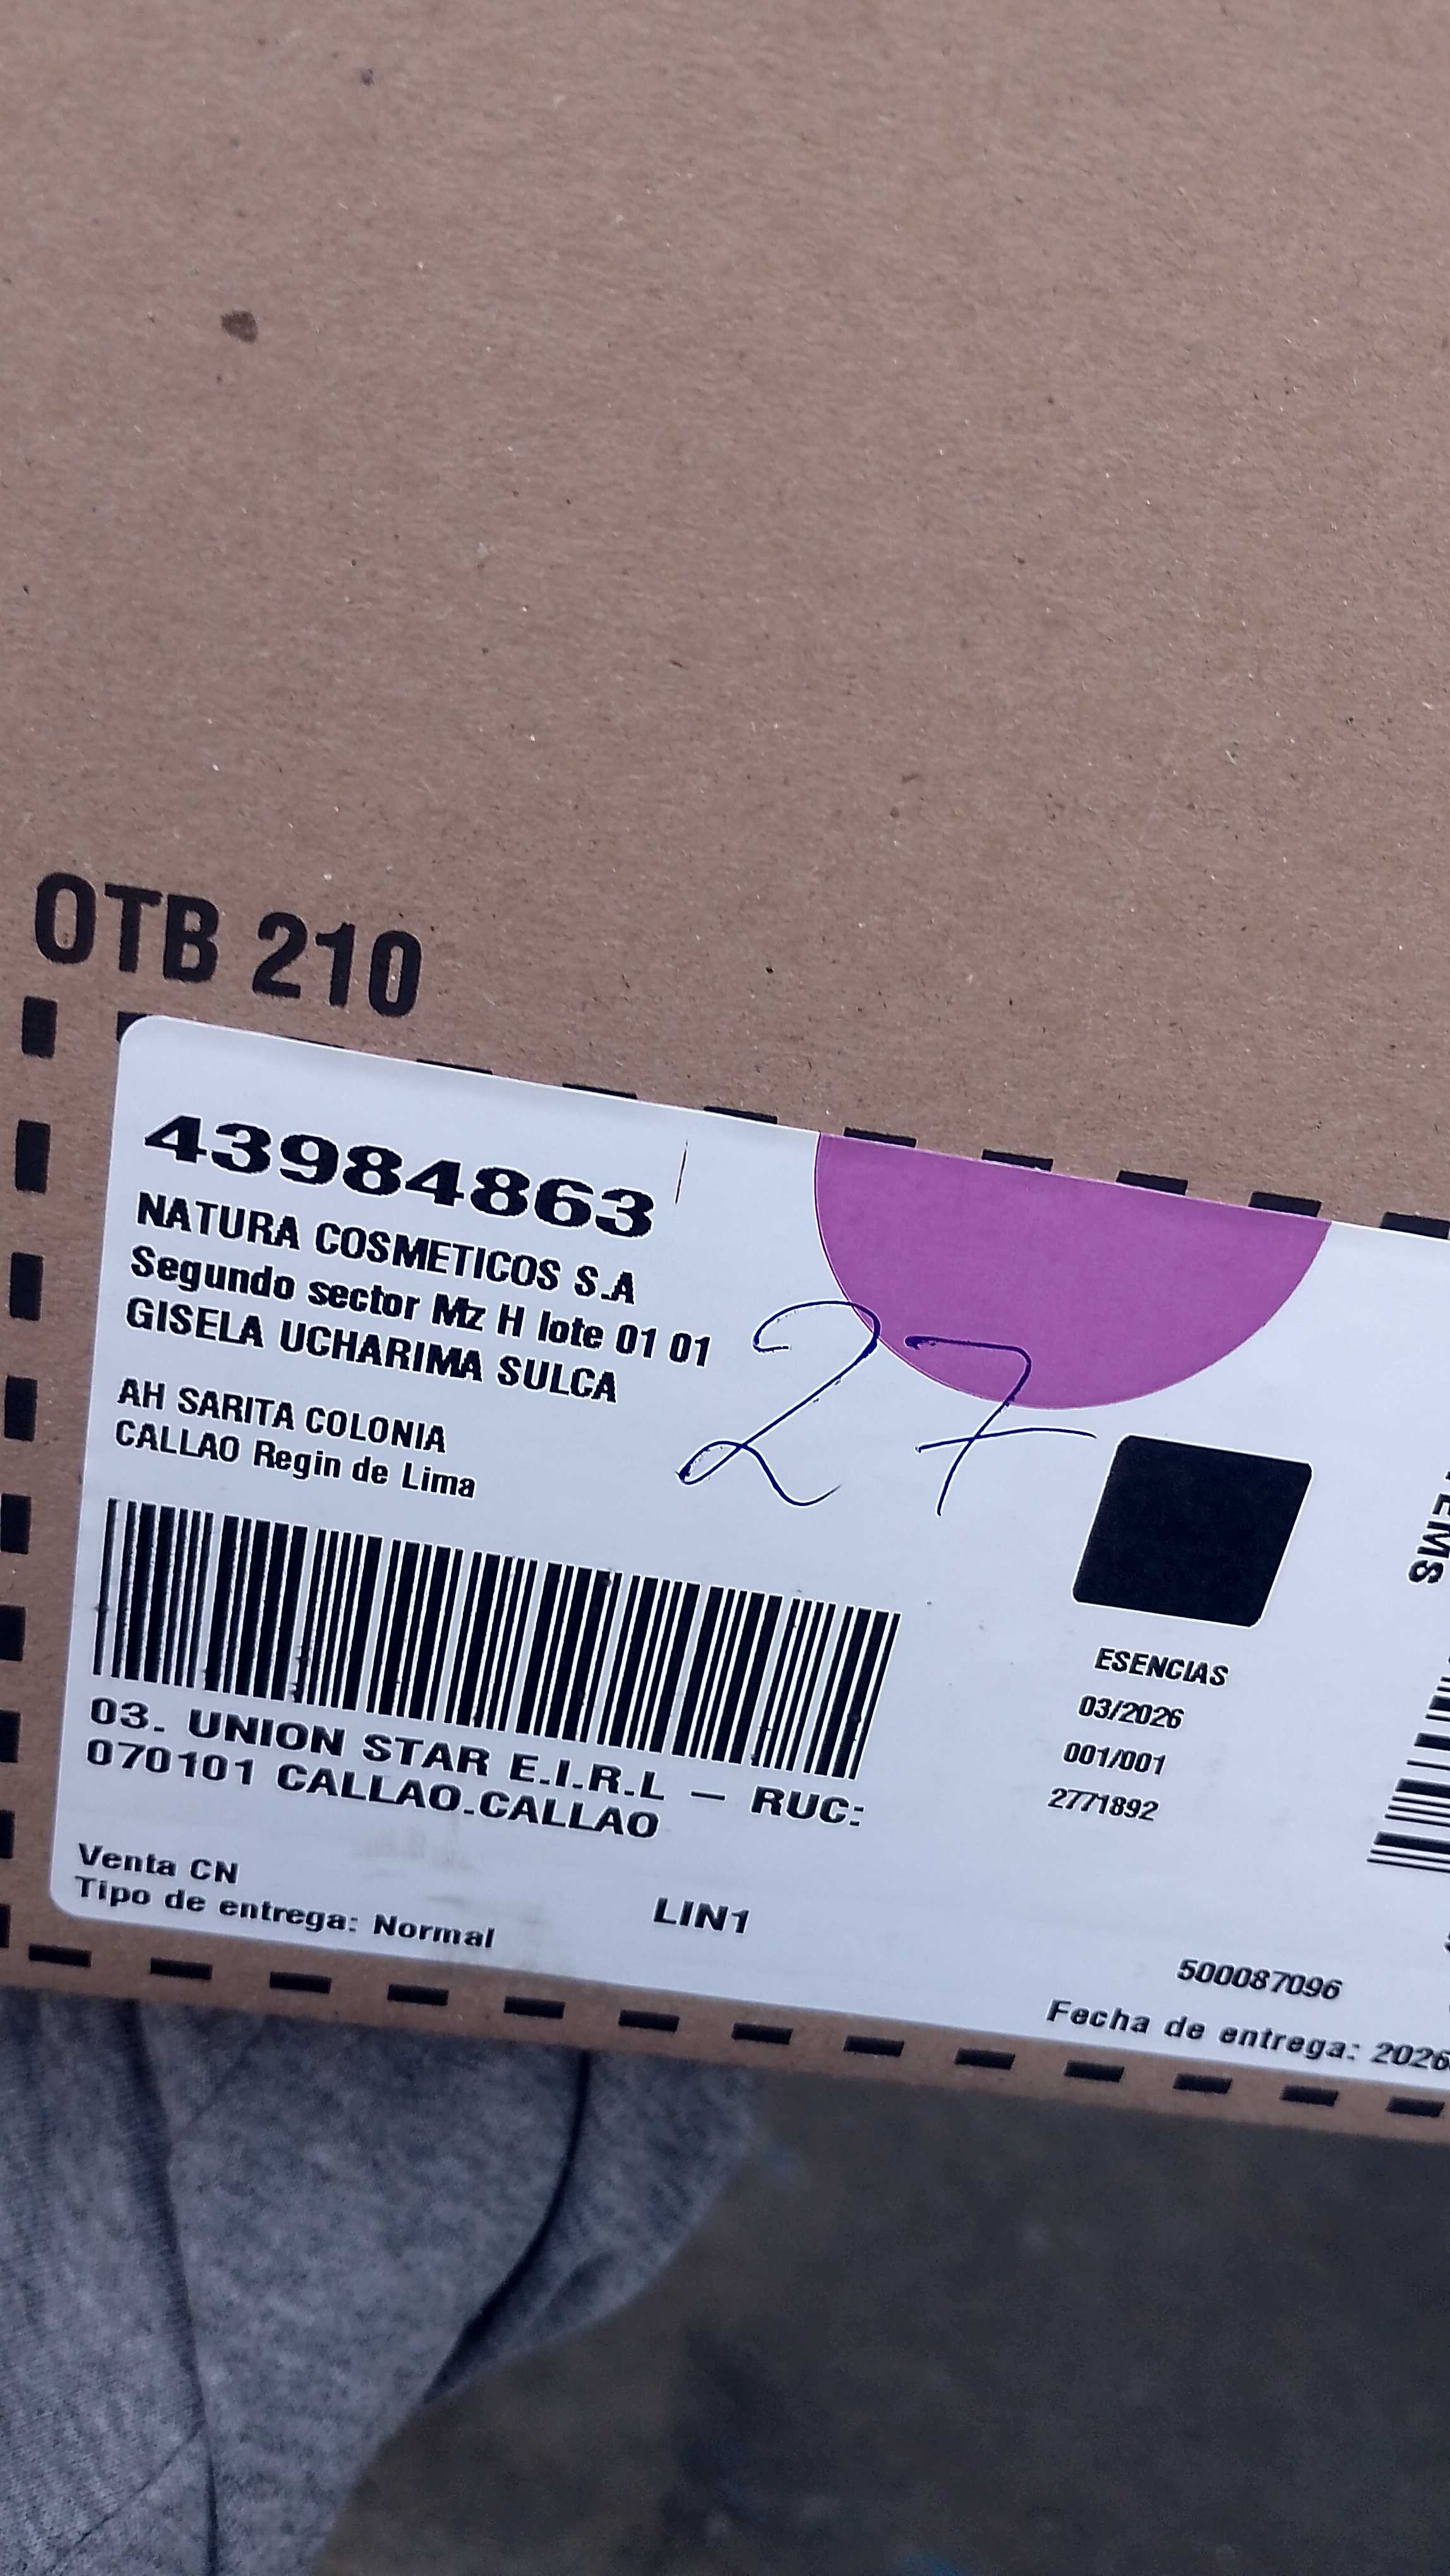 OTB 210
43984863
NATURA COSMETICOS S.A
Segundo sector Mz H lote 01 01
GISELA UCHARIMA SULCA
AH SARITA COLONIA
CALLAO Regin de Lima
27
03. UNION STAR E.I.R.L – RUC:
070101 CALLAO.CALLAO
Venta CN
Tipo de entrega: Normal
LIN1
ESENCIAS
03/2026
001/001
2771892
500087096
Fecha de entrega: 2026